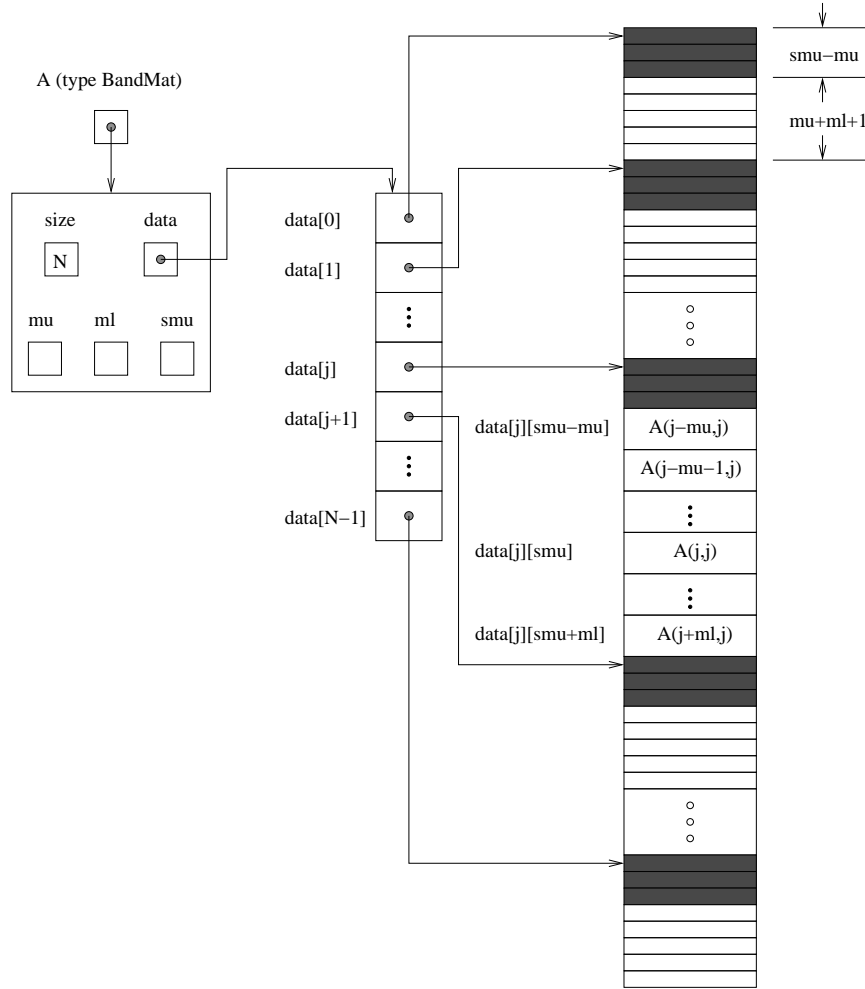 A (type BandMat)
size
data
N
mu
ml
smu
data[0]
data[1]
data[j]
data[j+1]
data[N−1]
smu−mu
mu+ml+1
data[j][smu−mu]
A(j−mu,j)
A(j−mu−1,j)
data[j][smu]
A(j,j)
data[j][smu+ml]
A(j+ml,j)